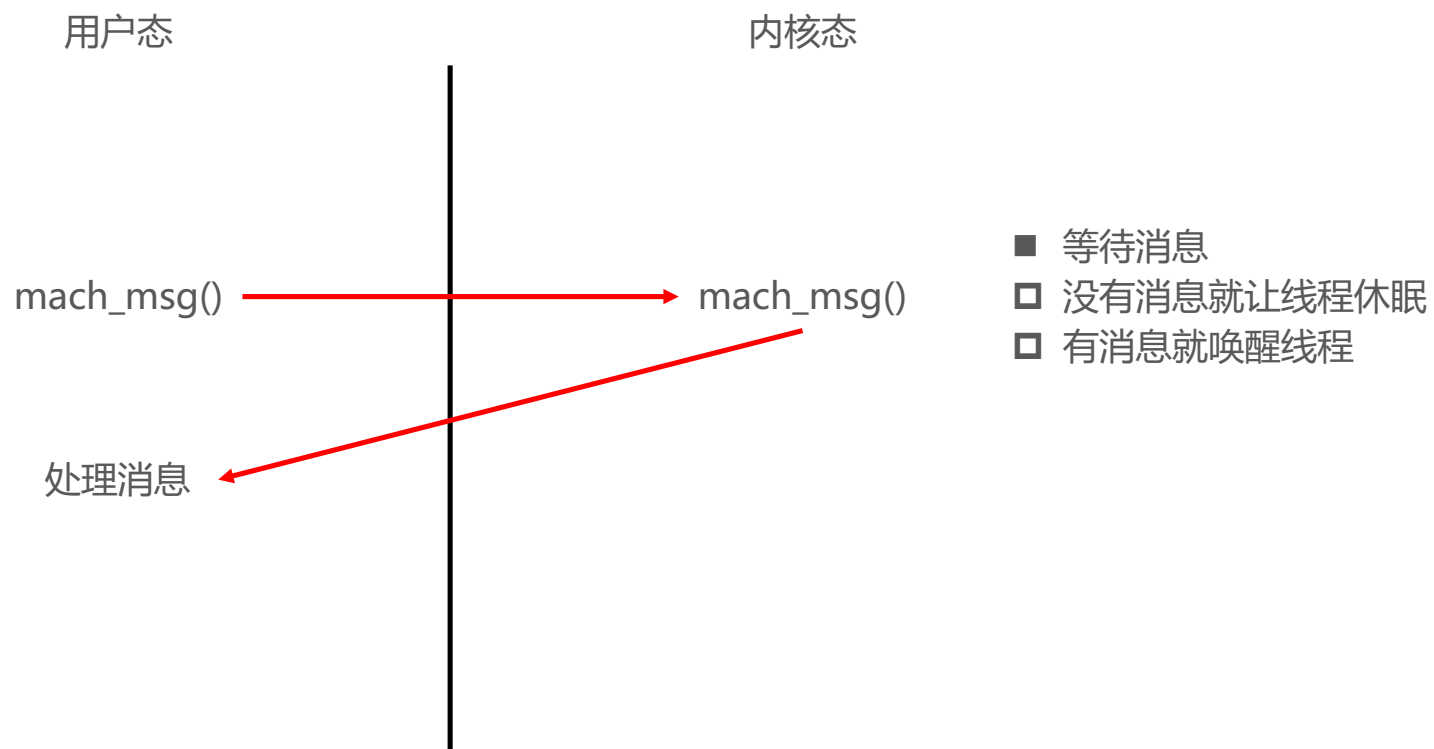 用户态
内核态
mach_msg()
mach_msg()
等待消息
没有消息就让线程休眠
有消息就唤醒线程
处理消息